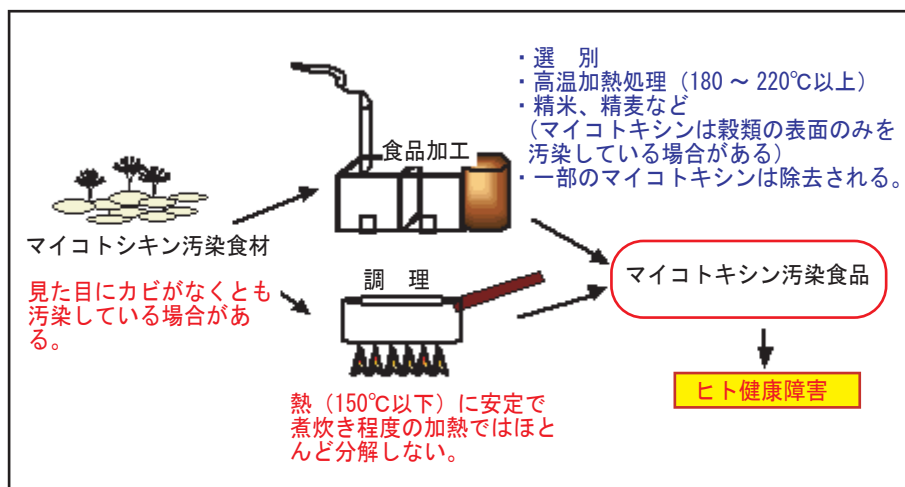 ・選　別
・高温加熱処理（180 ～ 220℃以上）
・精米、精麦など
（マイコトキシンは穀類の表面のみを
汚染している場合がある）
・一部のマイコトキシンは除去される。
食品加工
マイコトシキン汚染食材
見た目にカビがなくとも
汚染している場合があ
る。
調　理
熱（150℃以下）に安定で
煮炊き程度の加熱ではほと
んど分解しない。
マイコトキシン汚染食品
ヒト健康障害